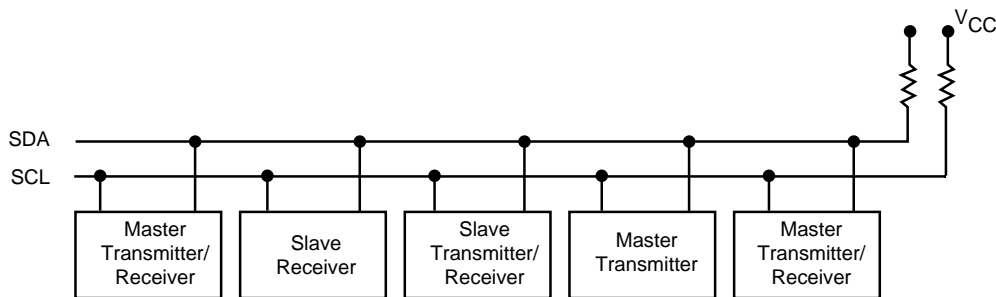 VCC
SDA
SCL
Master
Transmitter/
Receiver
Slave
Receiver
Slave
Transmitter/
Receiver
Master
Transmitter
Master
Transmitter/
Receiver